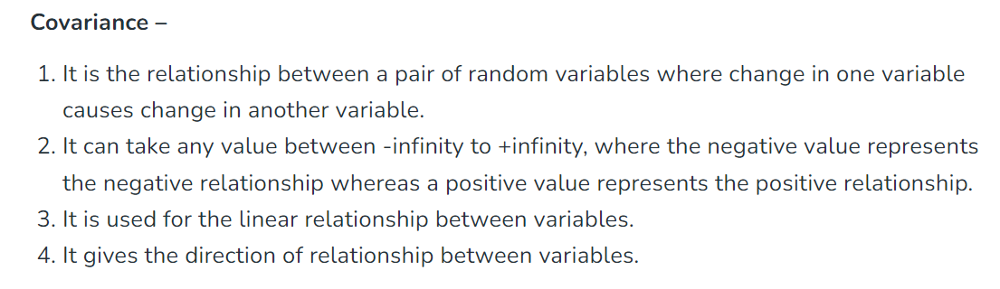 Covariance –
1. It is the relationship between a pair of random variables where change in one variable
causes change in another variable.
2. It can take any value between -infinity to +infinity, where the negative value represents
the negative relationship whereas a positive value represents the positive relationship.
3. It is used for the linear relationship between variables.
4. It gives the direction of relationship between variables.